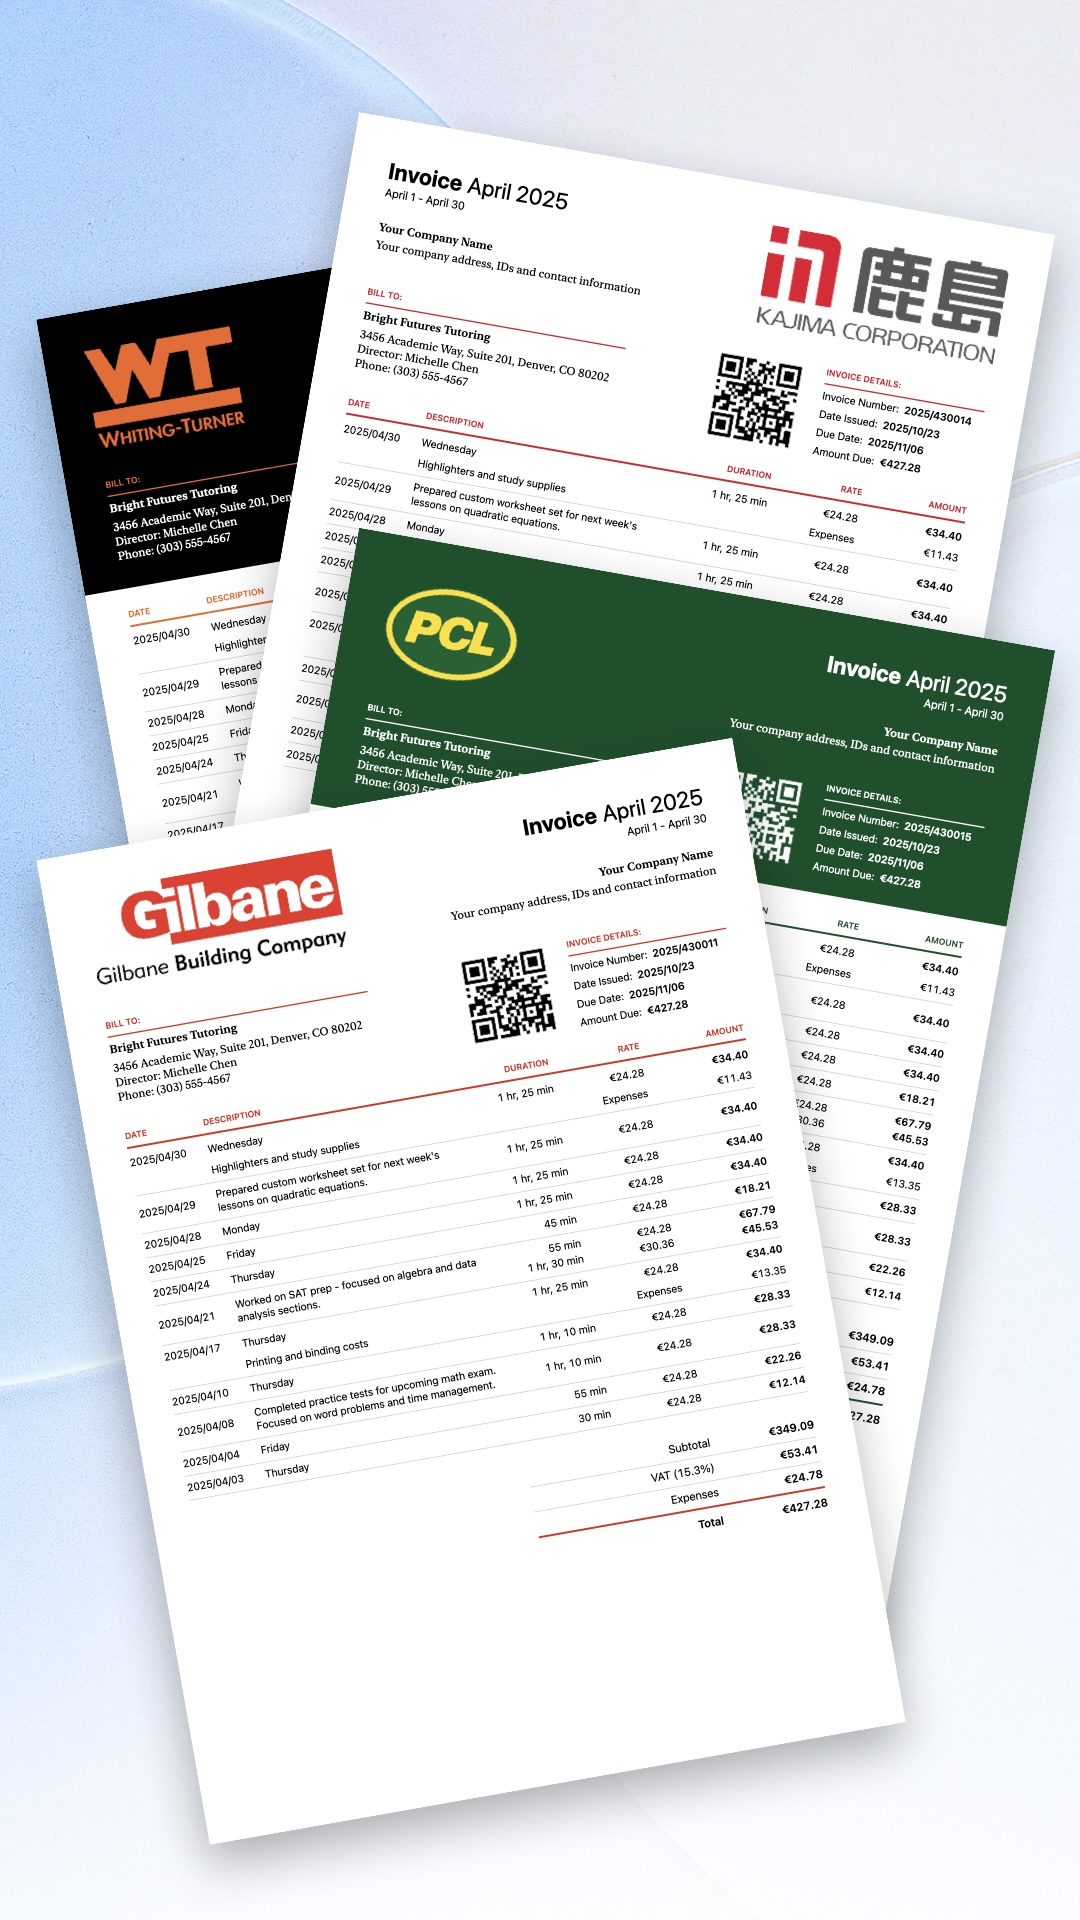 Invoice April 2025
April 1 - April 30
Your Company Name
Your company address, IDs and contact information
鹿島
KAJIMA CORPORATION
BILL TO:
Bright Futures Tutoring
3456 Academic Way, Suite 201, Denver, CO 80202
Director: Michelle Chen
Phone: (303) 555-4567
INVOICE DETAILS:
Invoice Number: 2025/430014
Date Issued: 2025/10/23
Due Date: 2025/11/06
Amount Due: €427.28
DATE DESCRIPTION DURATION RATE AMOUNT
2025/04/30 Wednesday 1 hr, 25 min €24.28 €34.40
Highlighters and study supplies Expenses €11.43
2025/04/29 Prepared custom worksheet set for next week's
lessons on quadratic equations. 1 hr, 25 min €24.28 €34.40
2025/04/28 Monday 1 hr, 25 min €24.28 €34.40
WT
WHITING-TURNER
BILL TO:
Bright Futures Tutoring
3456 Academic Way, Suite 201, Den
Director: Michelle Chen
Phone: (303) 555-4567
DATE DESCRIPTION
2025/04/30 Wednesday
Highlighter
2025/04/29 Prepared
lessons
2025/04/28 Monda
2025/04/25 Frida
2025/04/24 Th
2025/04/21
2025/04/17
PCL
Invoice April 2025
April 1 - April 30
Your Company Name
Your company address, IDs and contact information
BILL TO:
Bright Futures Tutoring
3456 Academic Way, Suite 201,
Director: Michelle Che
Phone: (303) 555
INVOICE DETAILS:
Invoice Number: 2025/430015
Date Issued: 2025/10/23
Due Date: 2025/11/06
Amount Due: €427.28
RATE AMOUNT
€24.28 €34.40
Expenses €11.43
€24.28 €34.40
€24.28 €34.40
€24.28 €34.40
€24.28 €18.21
€24.28 €67.79
30.36 €45.53
.28 €34.40
es €13.35
€28.33
€28.33
€22.26
€12.14
€349.09
€53.41
€24.78
27.28
Gilbane
Gilbane Building Company
Invoice April 2025
April 1 - April 30
Your Company Name
Your company address, IDs and contact information
BILL TO:
Bright Futures Tutoring
3456 Academic Way, Suite 201, Denver, CO 80202
Director: Michelle Chen
Phone: (303) 555-4567
INVOICE DETAILS:
Invoice Number: 2025/430011
Date Issued: 2025/10/23
Due Date: 2025/11/06
Amount Due: €427.28
DATE DESCRIPTION DURATION RATE AMOUNT
2025/04/30 Wednesday 1 hr, 25 min €24.28 €34.40
Highlighters and study supplies Expenses €11.43
2025/04/29 Prepared custom worksheet set for next week's
lessons on quadratic equations. 1 hr, 25 min €24.28 €34.40
2025/04/28 Monday 1 hr, 25 min €24.28 €34.40
2025/04/25 Friday 1 hr, 25 min €24.28 €34.40
2025/04/24 Thursday 45 min €24.28 €18.21
2025/04/21 Worked on SAT prep - focused on algebra and data
analysis sections. 55 min €24.28 €67.79
1 hr, 30 min €30.36 €45.53
2025/04/17 Thursday 1 hr, 25 min €24.28 €34.40
Printing and binding costs Expenses €13.35
2025/04/10 Thursday 1 hr, 10 min €24.28 €28.33
2025/04/08 Completed practice tests for upcoming math exam.
Focused on word problems and time management. 1 hr, 10 min €24.28 €28.33
2025/04/04 Friday 55 min €24.28 €22.26
2025/04/03 Thursday 30 min €24.28 €12.14
Subtotal €349.09
VAT (15.3%) €53.41
Expenses €24.78
Total €427.28